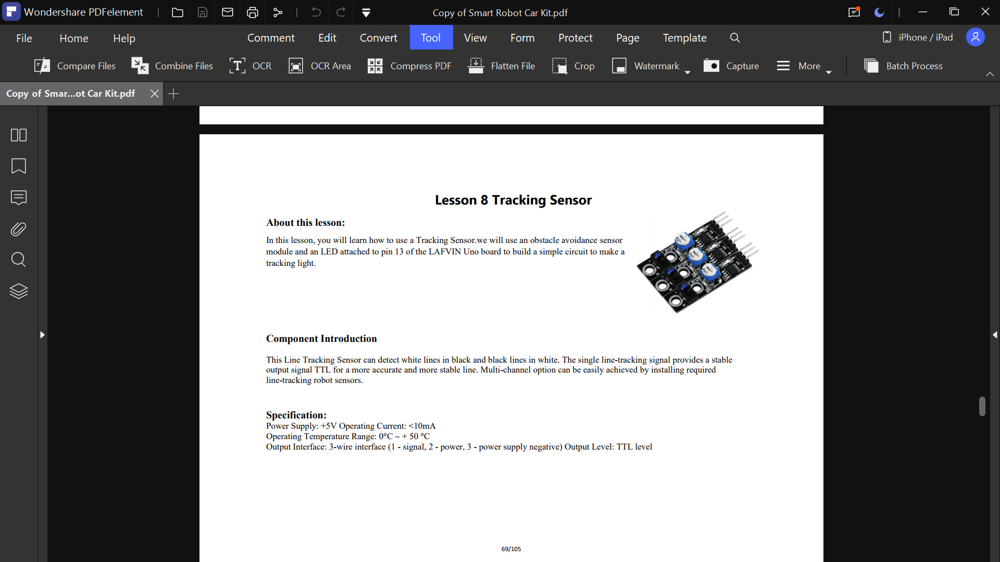 Wondershare PDFelement
Copy of Smart Robot Car Kit.pdf
File Home Help Comment Edit Convert Tool View Form Protect Page Template iPhone / iPad
Compare Files Combine Files OCR OCR Area Compress PDF Flatten File Crop Watermark Capture More Batch Process
Copy of Smar...ot Car Kit.pdf
Lesson 8 Tracking Sensor
About this lesson:
In this lesson, you will learn how to use a Tracking Sensor.we will use an obstacle avoidance sensor
module and an LED attached to pin 13 of the LAFVIN Uno board to build a simple circuit to make a
tracking light.
Component Introduction
This Line Tracking Sensor can detect white lines in black and black lines in white. The single line-tracking signal provides a stable
output signal TTL for a more accurate and more stable line. Multi-channel option can be easily achieved by installing required
line-tracking robot sensors.
Specification:
Power Supply: +5V Operating Current: <10mA
Operating Temperature Range: 0°C ~ + 50 °C
Output Interface: 3-wire interface (1 - signal, 2 - power, 3 - power supply negative) Output Level: TTL level
69/105